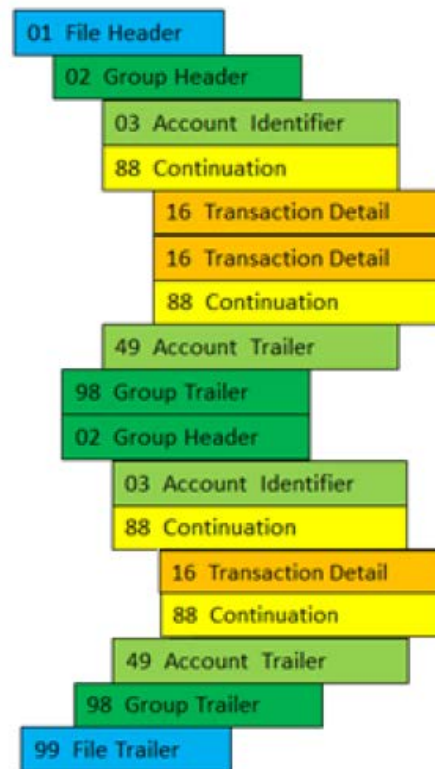 01 File Header
02 Group Header
03 Account Identifier
88 Continuation
16 Transaction Detail
16 Transaction Detail
88 Continuation
49 Account Trailer
98 Group Trailer
02 Group Header
03 Account Identifier
88 Continuation
16 Transaction Detail
88 Continuation
49 Account Trailer
98 Group Trailer
99 File Trailer